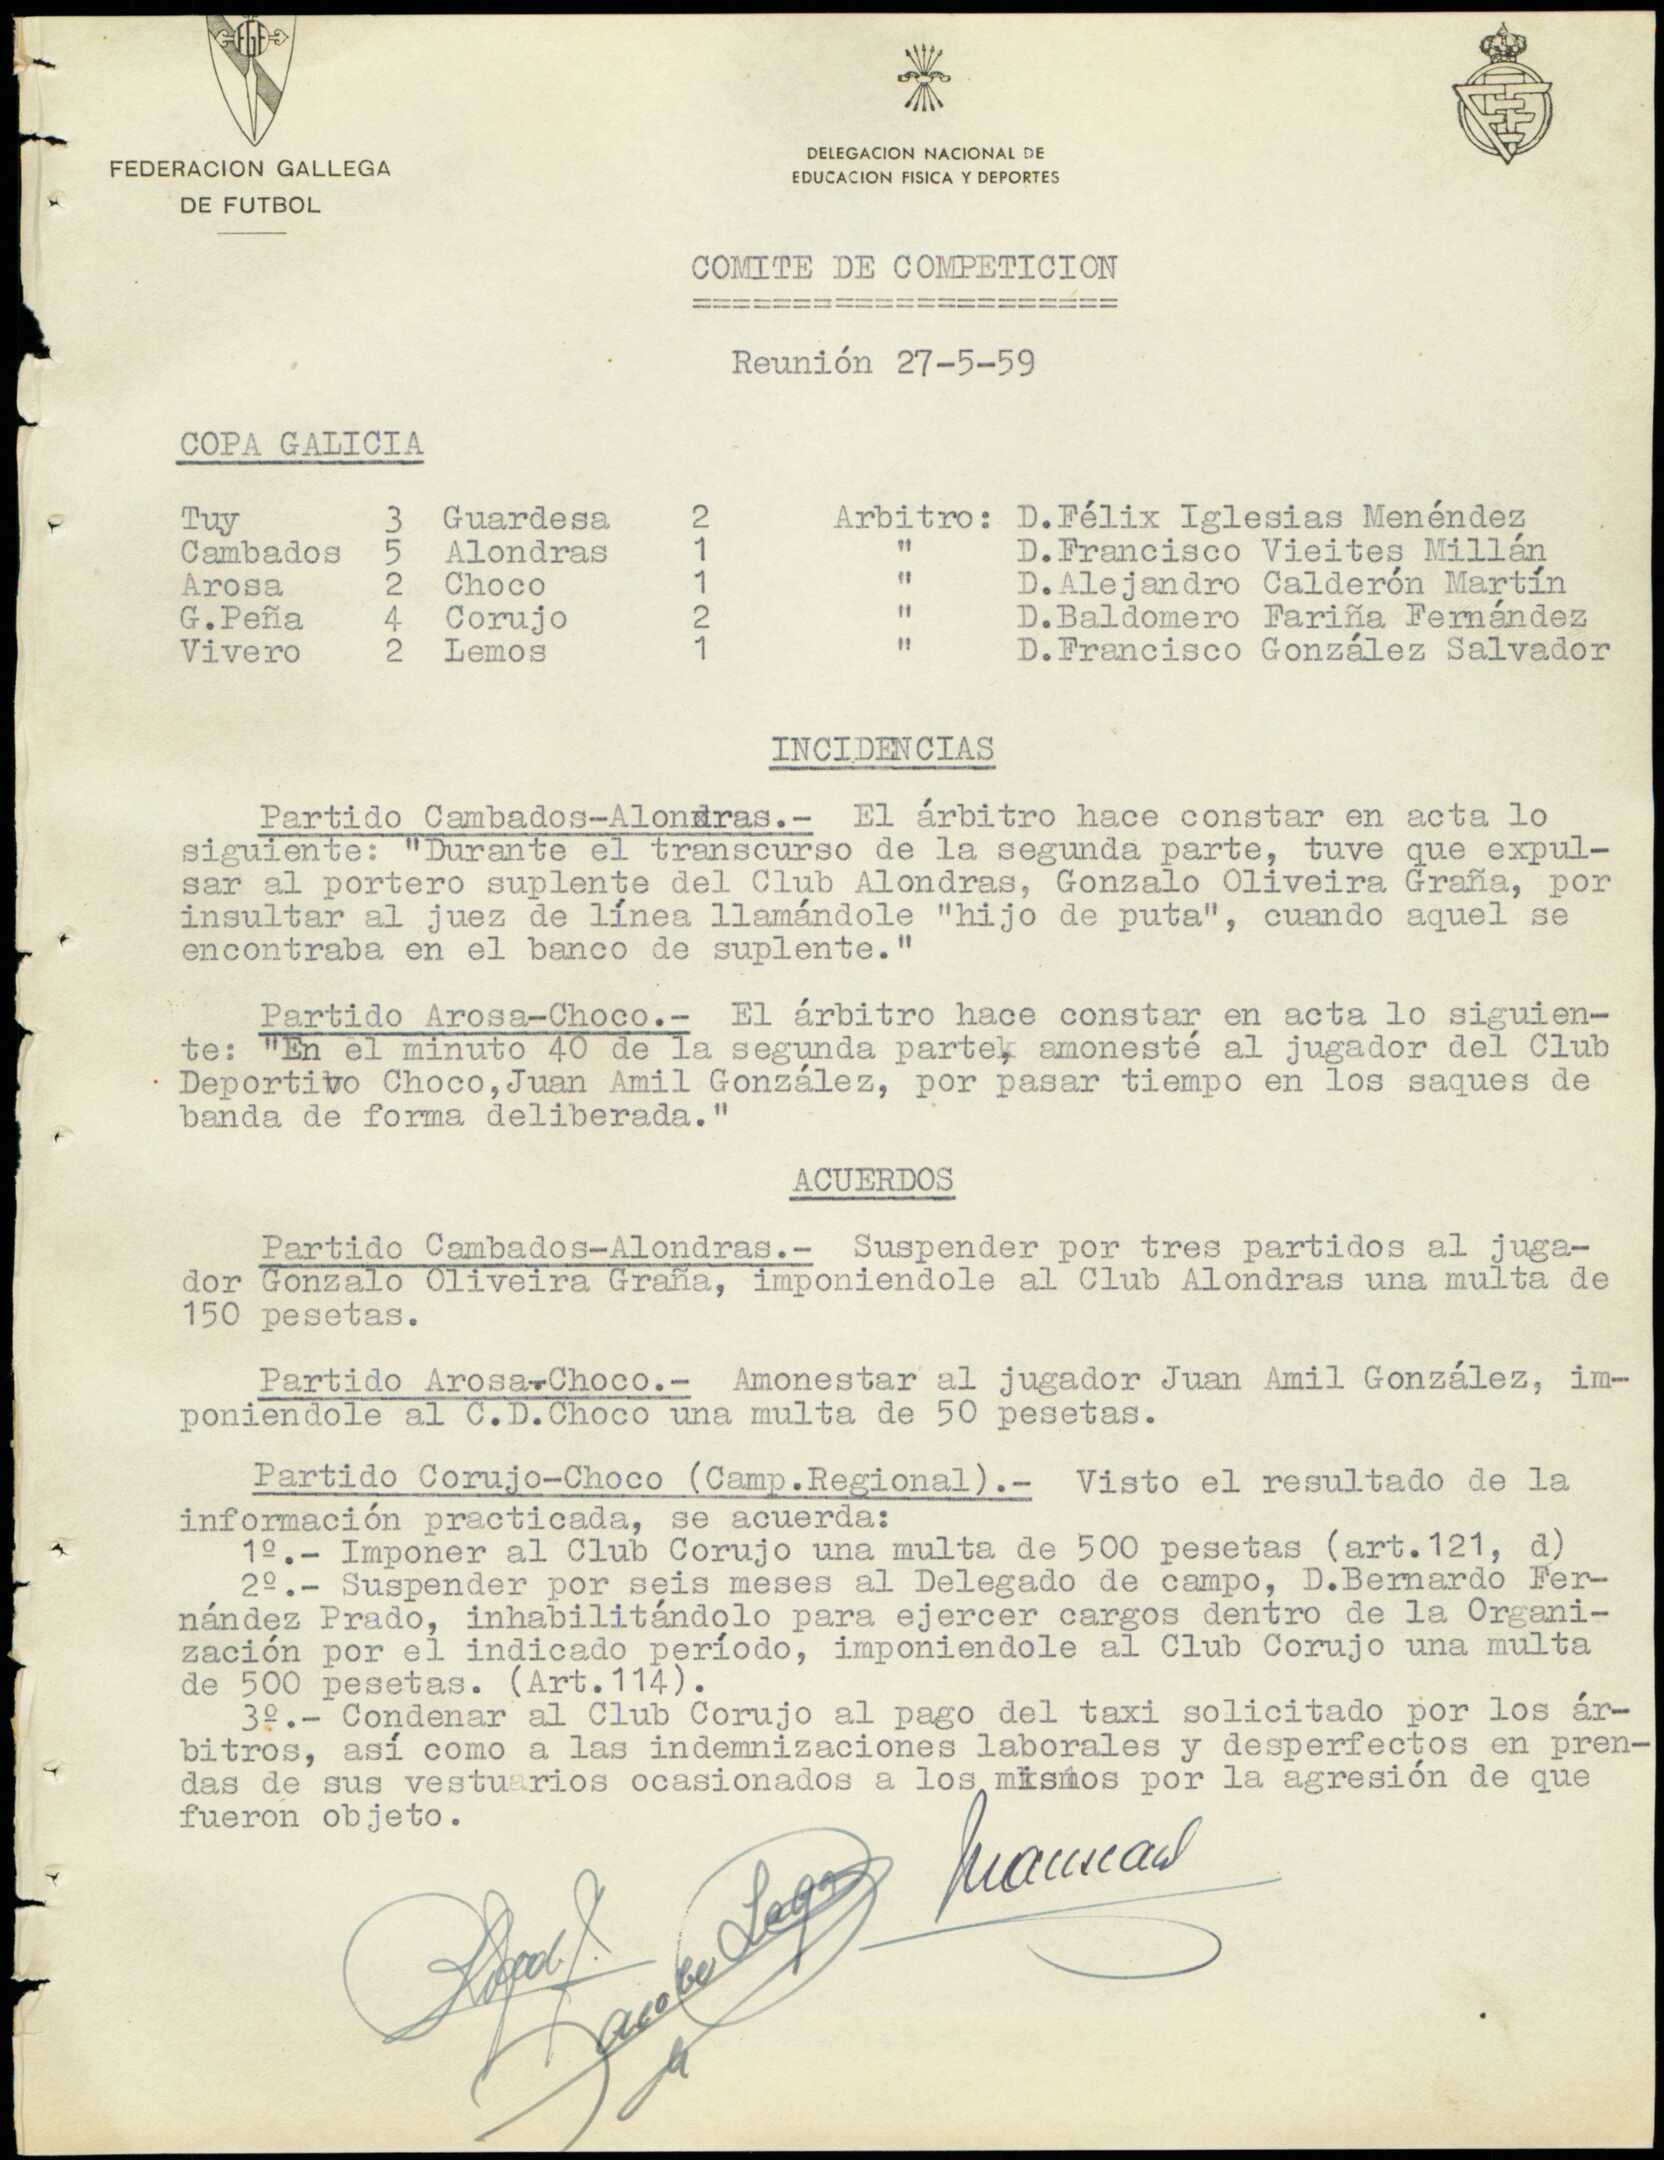 FGF
FEDERACION GALLEGA
DE FUTBOL
DELEGACION NACIONAL DE
EDUCACION FISICA Y DEPORTES
COMITE DE COMPETICION
=====================
Reunión 27-5-59
COPA GALICIA
Tuy 3 Guardesa 2 Arbitro: D.Félix Iglesias Menéndez
Cambados 5 Alondras 1 " D.Francisco Vieites Millán
Arosa 2 Choco 1 " D.Alejandro Calderón Martín
G.Peña 4 Corujo 2 " D.Baldomero Fariña Fernández
Vivero 2 Lemos 1 " D.Francisco González Salvador
INCIDENCIAS
Partido Cambados-Alondras.- El árbitro hace constar en acta lo
siguiente: "Durante el transcurso de la segunda parte, tuve que expul-
sar al portero suplente del Club Alondras, Gonzalo Oliveira Graña, por
insultar al juez de línea llamándole "hijo de puta", cuando aquel se
encontraba en el banco de suplente."
Partido Arosa-Choco.- El árbitro hace constar en acta lo siguien-
te: "En el minuto 40 de la segunda parte, amonesté al jugador del Club
Deportivo Choco,Juan Amil González, por pasar tiempo en los saques de
banda de forma deliberada."
ACUERDOS
Partido Cambados-Alondras.- Suspender por tres partidos al juga-
dor Gonzalo Oliveira Graña, imponiendole al Club Alondras una multa de
150 pesetas.
Partido Arosa-Choco.- Amonestar al jugador Juan Amil González, im-
poniendole al C.D.Choco una multa de 50 pesetas.
Partido Corujo-Choco (Camp.Regional).- Visto el resultado de la
información practicada, se acuerda:
1º.- Imponer al Club Corujo una multa de 500 pesetas (art.121, d)
2º.- Suspender por seis meses al Delegado de campo, D.Bernardo Fer-
nández Prado, inhabilitándolo para ejercer cargos dentro de la Organi-
zación por el indicado período, imponiendole al Club Corujo una multa
de 500 pesetas. (Art.114).
3º.- Condenar al Club Corujo al pago del taxi solicitado por los ár-
bitros, así como a las indemnizaciones laborales y desperfectos en pren-
das de sus vestuarios ocasionados a los mismos por la agresión de que
fueron objeto.
Jacobo Lago